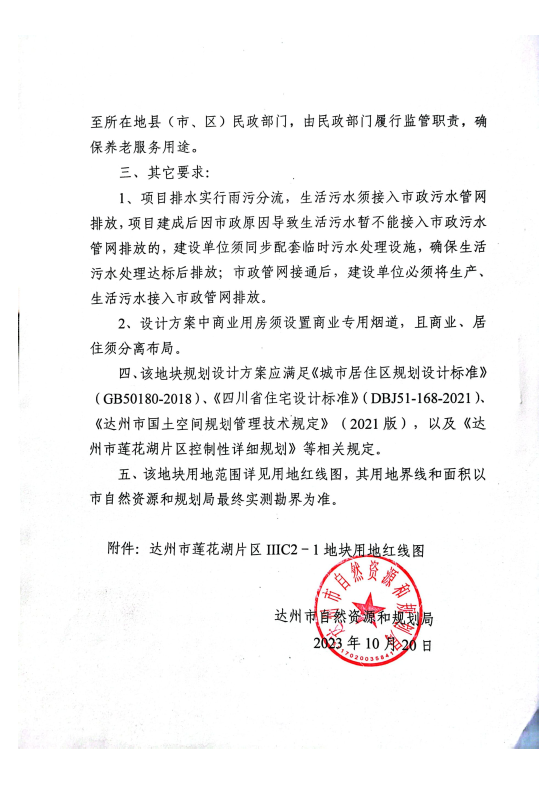 至所在地县（市、区）民政部门，由民政部门履行监管职责，确
保养老服务用途。
三、其它要求：
1、项目排水实行雨污分流，生活污水须接入市政污水管网
排放，项目建成后因市政原因导致生活污水暂不能接入市政污水
管网排放的，建设单位须同步配套临时污水处理设施，确保生活
污水处理达标后排放；市政管网接通后，建设单位必须将生产、
生活污水接入市政管网排放。
2、设计方案中商业用房须设置商业专用烟道，且商业、居
住须分离布局。
四、该地块规划设计方案应满足《城市居住区规划设计标准》
（GB50180-2018）、《四川省住宅设计标准》（DBJ51-168-2021）、
《达州市国土空间规划管理技术规定》（2021 版），以及《达
州市莲花湖片区控制性详细规划》等相关规定。
五、该地块用地范围详见用地红线图，其用地界线和面积以
市自然资源和规划局最终实测勘界为准。
附件：达州市莲花湖片区 IIIC2－1 地块用地红线图
达州市自然资源和规划局
2023 年 10 月 20 日
达州市自然资源和规划局